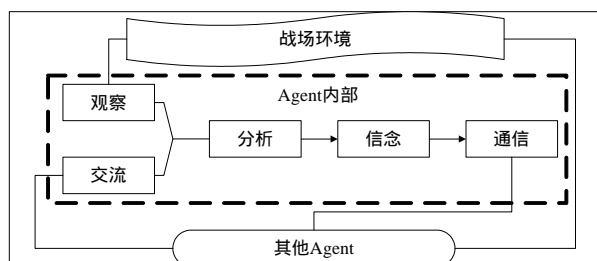 战场环境
Agent内部
观察
分析
信念
通信
交流
其他Agent